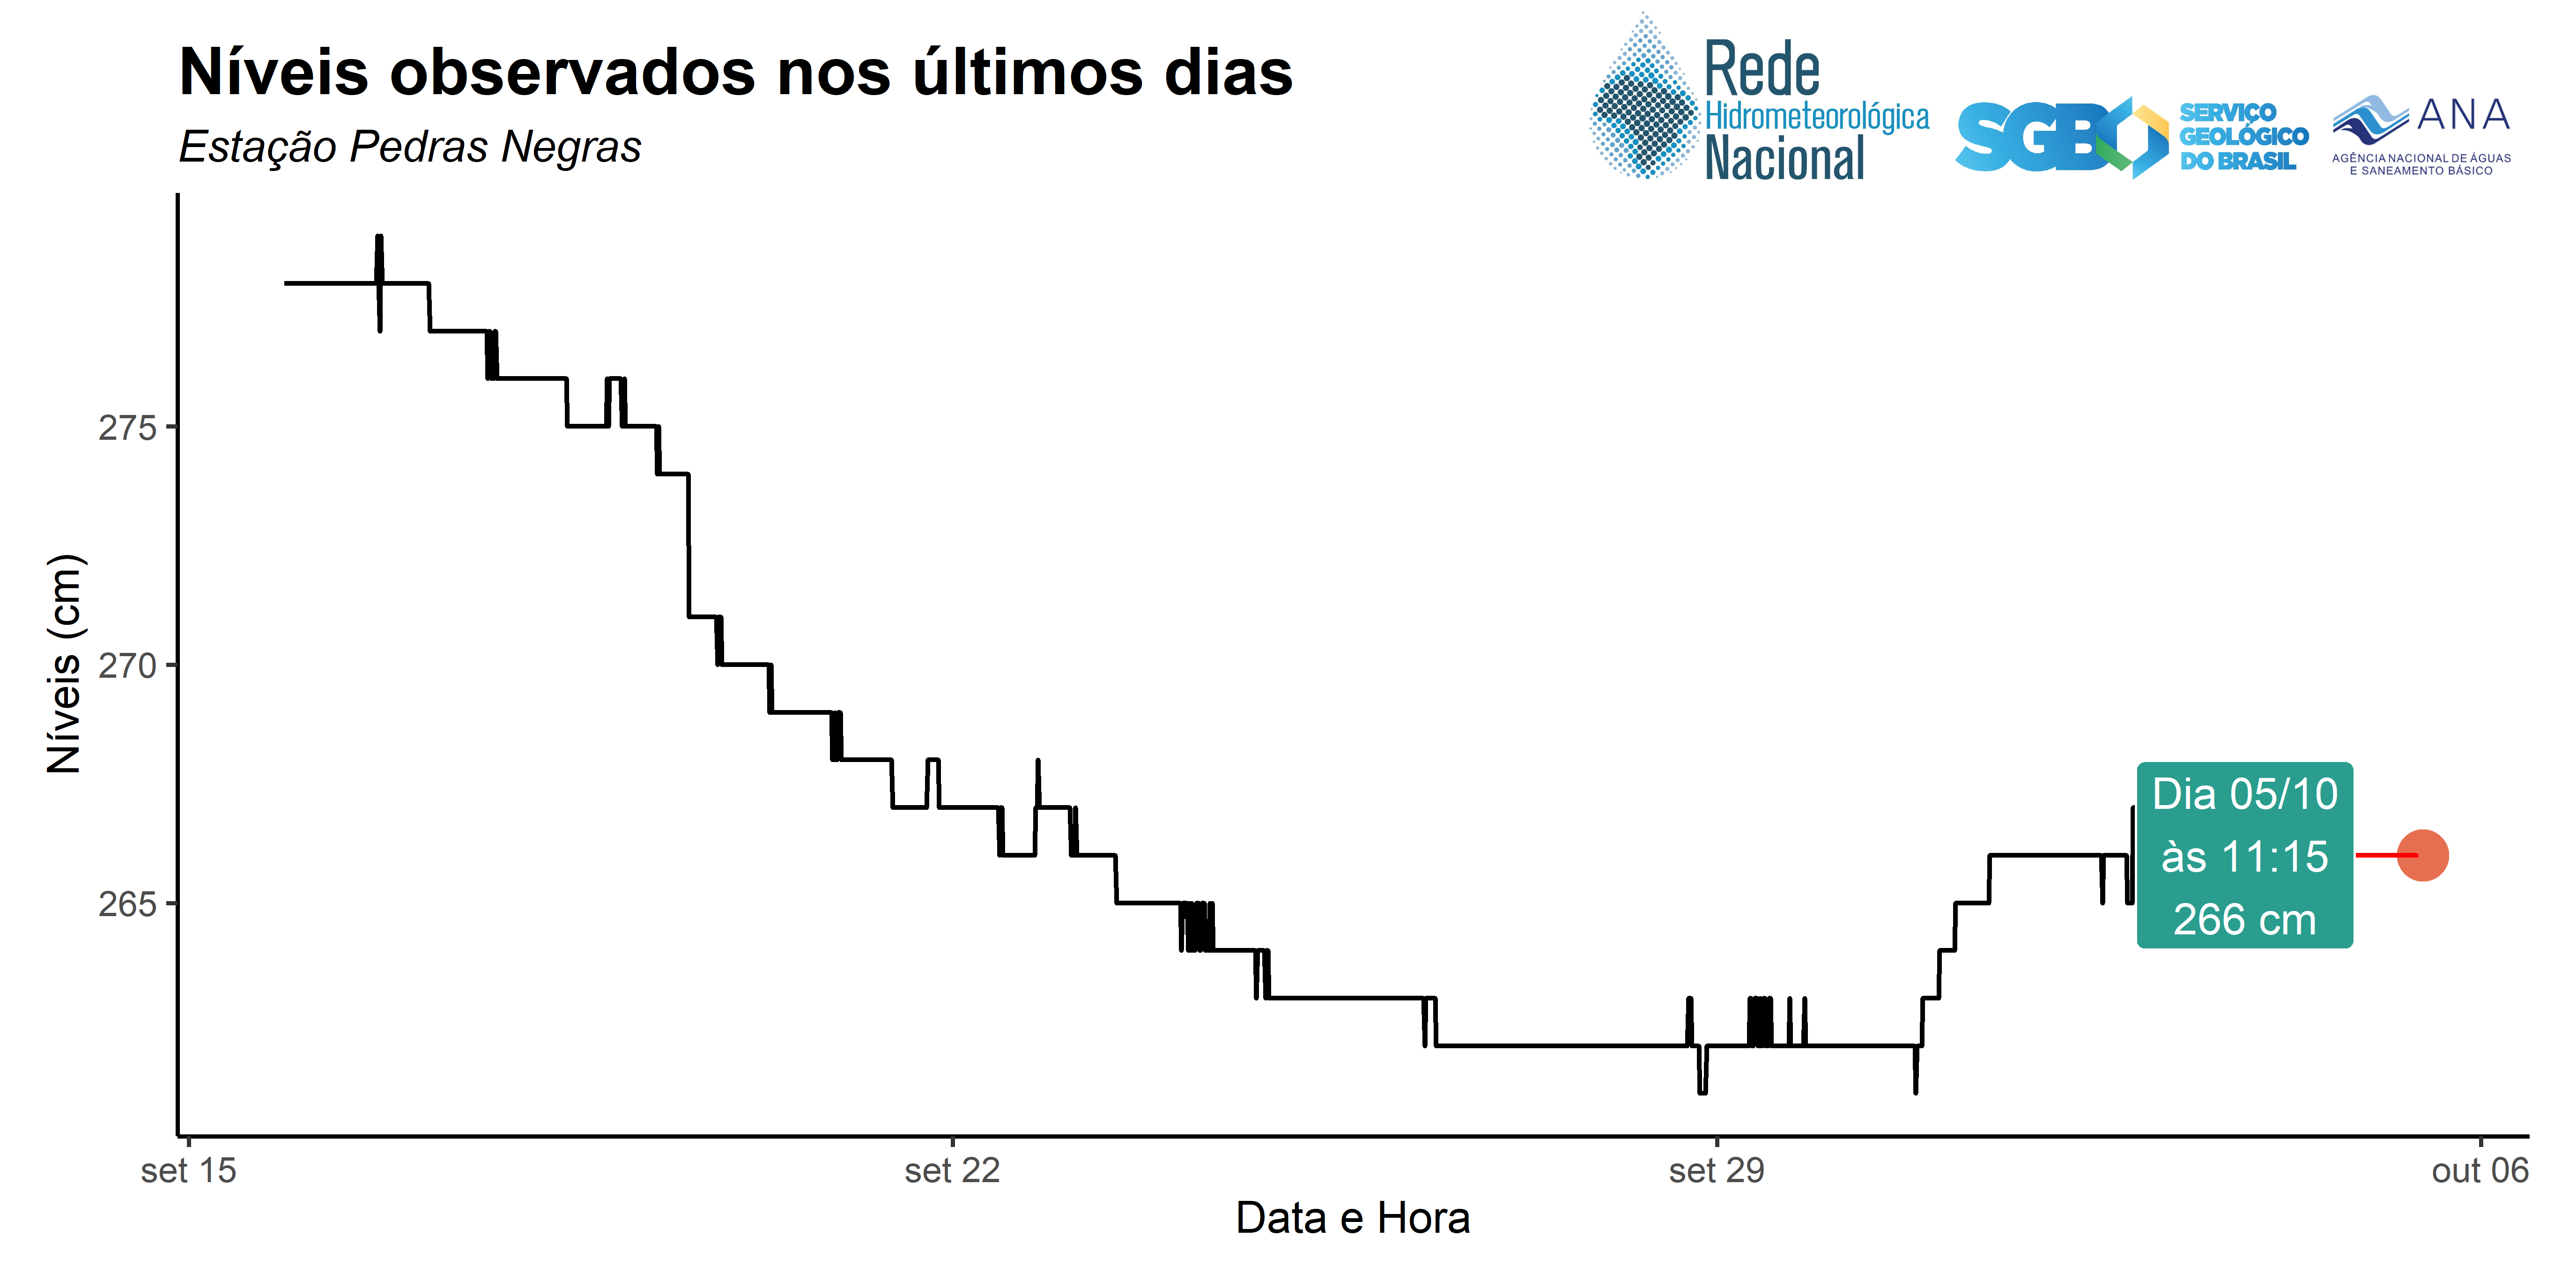 Níveis observados nos últimos dias
Estação Pedras Negras
Rede
Hidrometeorológica
Nacional
SGB
SERVIÇO
GEOLÓGICO
DO BRASIL
ANA
AGÊNCIA NACIONAL DE ÁGUAS
E SANEAMENTO BÁSICO
Níveis (cm)
275
270
265
Dia 05/10
às 11:15
266 cm
set 15
set 22
set 29
out 06
Data e Hora